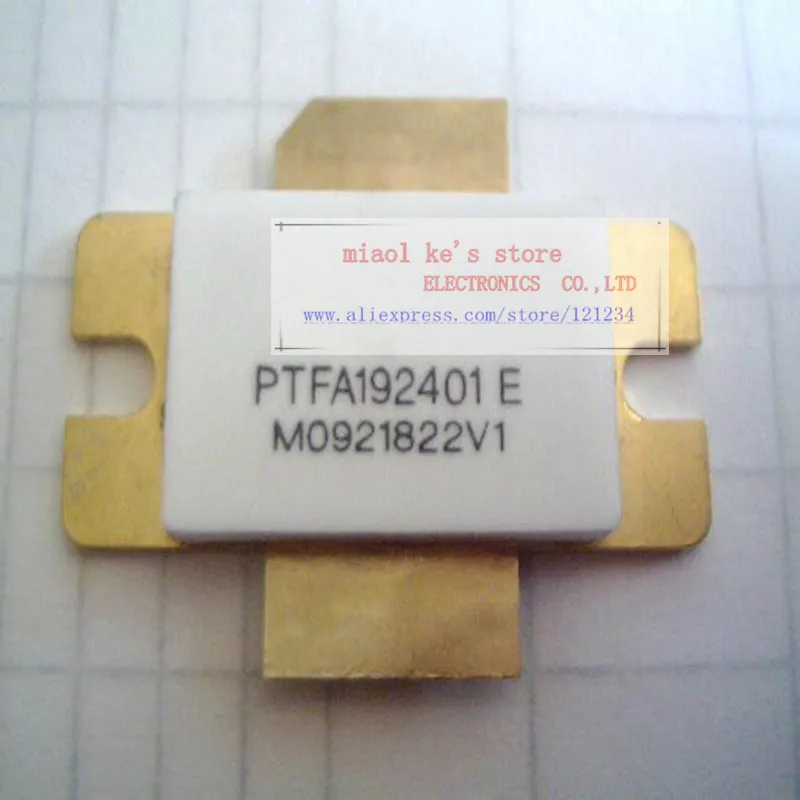 miaol ke's store
ELECTRONICS CO.,LTD
www.aliexpress.com/store/121234
PTFA192401 E
M0921822V1